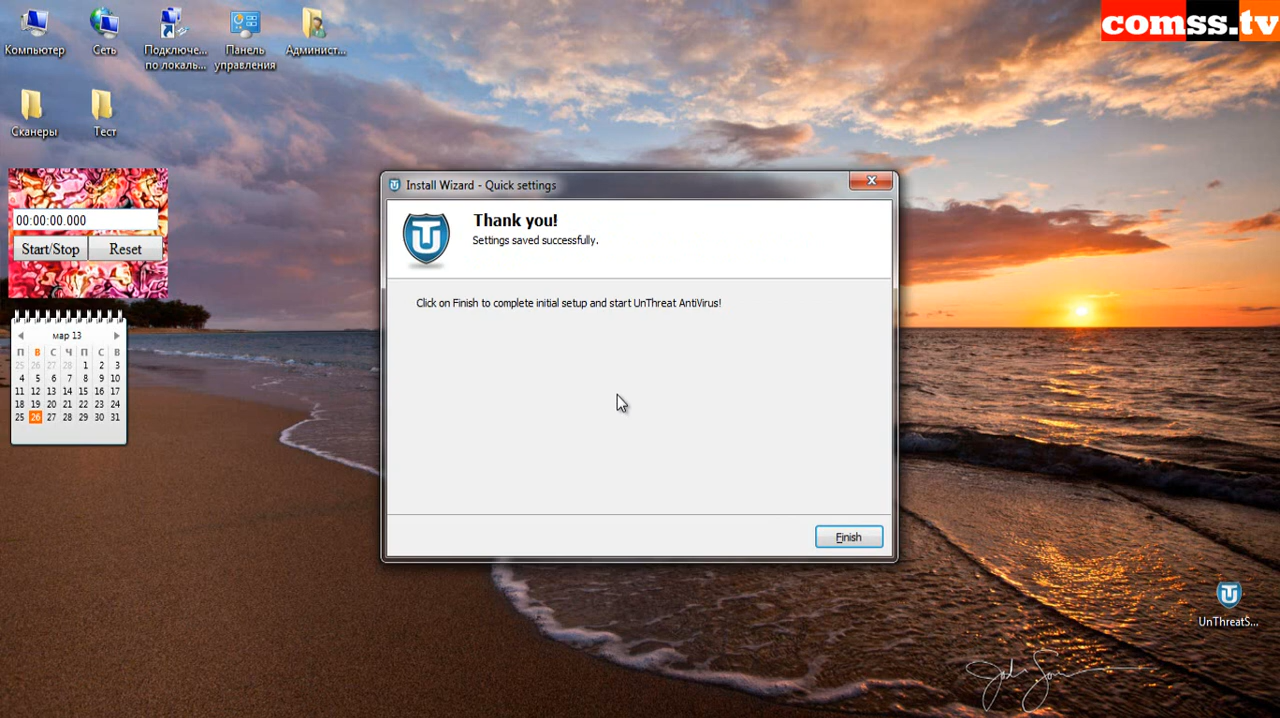 comss.tv
Компьютер
Сеть
Подключе...
по локаль...
Панель
управления
Админист...
Сканеры
Тест
00:00:00.000
Start/Stop
Reset
мар 13
П В С Ч П С В
25 26 27 28 1 2 3
4 5 6 7 8 9 10
11 12 13 14 15 16 17
18 19 20 21 22 23 24
25 26 27 28 29 30 31
Install Wizard - Quick settings
Thank you!
Settings saved successfully.
Click on Finish to complete initial setup and start UnThreat AntiVirus!
Finish
UnThreatS...